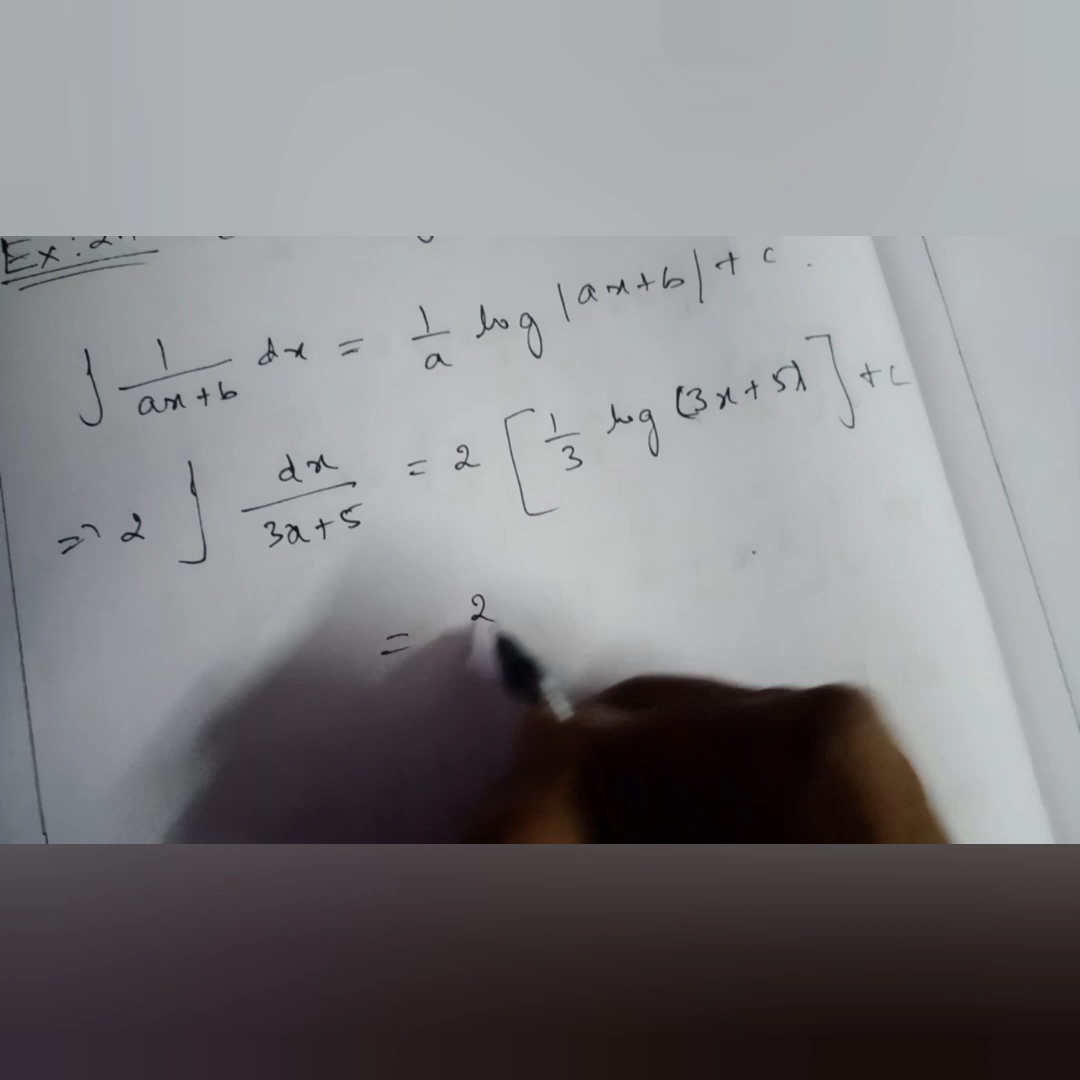 Ex:
∫ 1/(ax+b) dx = 1/a log |ax+b| + c .
=> 2 ∫ dx/(3x+5) = 2 [ 1/3 log (3x+5) ] + c
= 2